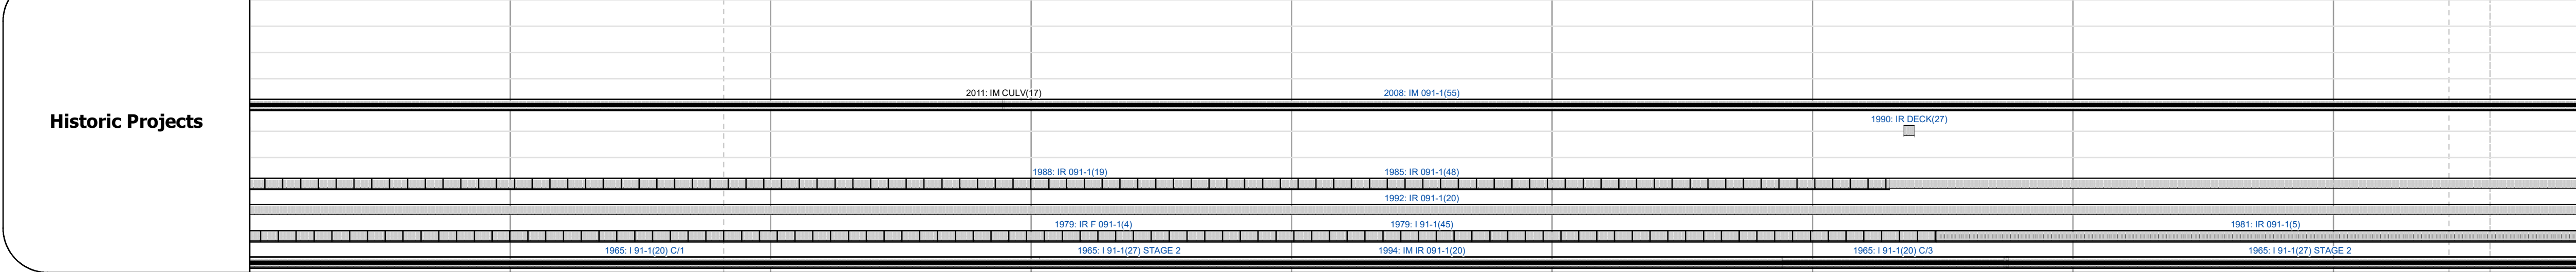 2011: IM CULV(17)
2008: IM 091-1(55)
Historic Projects
1990: IR DECK(27)
1988: IR 091-1(19)
1985: IR 091-1(48)
1992: IR 091-1(20)
1979: IR F 091-1(4)
1979: I 91-1(45)
1981: IR 091-1(5)
1965: I 91-1(20) C/1
1965: I 91-1(27) STAGE 2
1994: IM IR 091-1(20)
1965: I 91-1(20) C/3
1965: I 91-1(27) STAGE 2